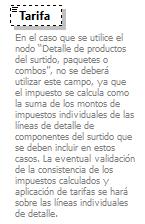 Tarifa
En el caso que se utilice el
nodo “Detalle de productos
del surtido, paquetes o
combos”, no se deberá
utilizar este campo, ya que
el impuesto se calcula como
la suma de los montos de
impuestos individuales de las
líneas de detalle de
componentes del surtido que
se deben incluir en estos
casos. La eventual validación
de la consistencia de los
impuestos calculados y
aplicación de tarifas se hará
sobre las líneas individuales
de detalle.